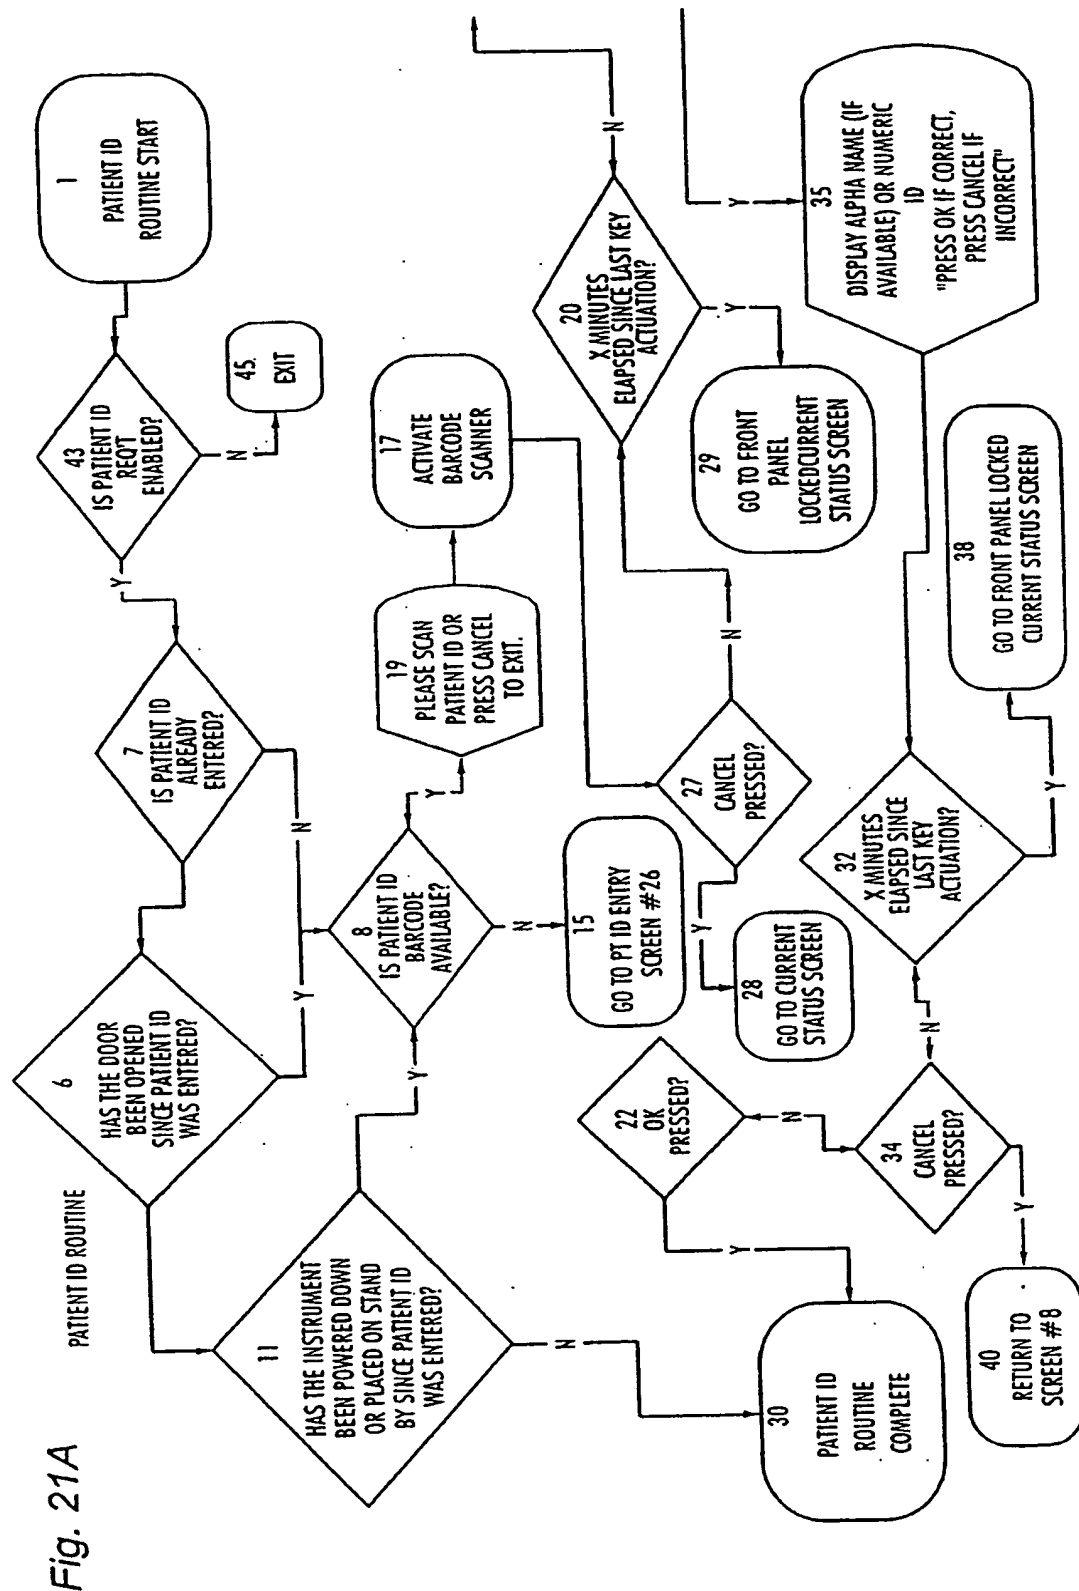 Fig. 21A
PATIENT ID ROUTINE
1
PATIENT ID
ROUTINE START
43
IS PATIENT ID
REQ'T
ENABLED?
N
45.
EXIT
Y
7
IS PATIENT ID
ALREADY
ENTERED?
N
6
HAS THE DOOR
BEEN OPENED
SINCE PATIENT ID
WAS ENTERED?
Y
11
HAS THE INSTRUMENT
BEEN POWERED DOWN
OR PLACED ON STAND
BY SINCE PATIENT ID
WAS ENTERED?
Y
N
8
IS PATIENT ID
BARCODE
AVAILABLE?
Y
N
19
PLEASE SCAN
PATIENT ID OR
PRESS CANCEL
TO EXIT.
17
ACTIVATE
BARCODE
SCANNER
15
GO TO PT ID ENTRY
SCREEN #26
27
CANCEL
PRESSED?
Y
N
28
GO TO CURRENT
STATUS SCREEN
20
X MINUTES
ELAPSED SINCE LAST KEY
ACTUATION?
N
Y
29
GO TO FRONT
PANEL
LOCKEDCURRENT
STATUS SCREEN
Y
35
DISPLAY ALPHA NAME (IF
AVAILABLE) OR NUMERIC
ID
"PRESS OK IF CORRECT,
PRESS CANCEL IF
INCORRECT"
32
X MINUTES
ELAPSED SINCE
LAST KEY
ACTUATION?
Y
N
38
GO TO FRONT PANEL LOCKED
CURRENT STATUS SCREEN
34
CANCEL
PRESSED?
N
Y
22
OK
PRESSED?
Y
30
PATIENT ID
ROUTINE
COMPLETE
40
RETURN TO
SCREEN #8